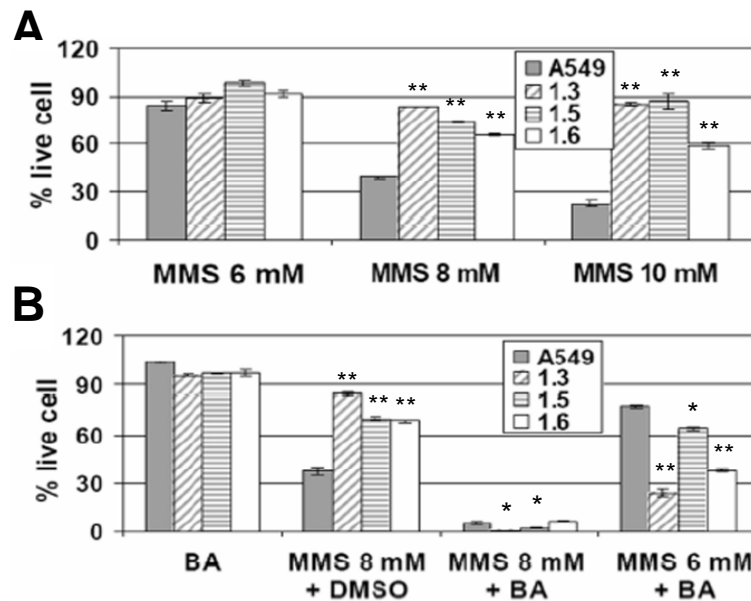 A
120
90
60
30
0
% live cell
** ** **
** ** **
A549
1.3
1.5
1.6
MMS 6 mM MMS 8 mM MMS 10 mM
B
120
90
60
30
0
% live cell
** ** **
* *
** * **
A549
1.3
1.5
1.6
BA MMS 8 mM MMS 8 mM MMS 6 mM
+ DMSO + BA + BA